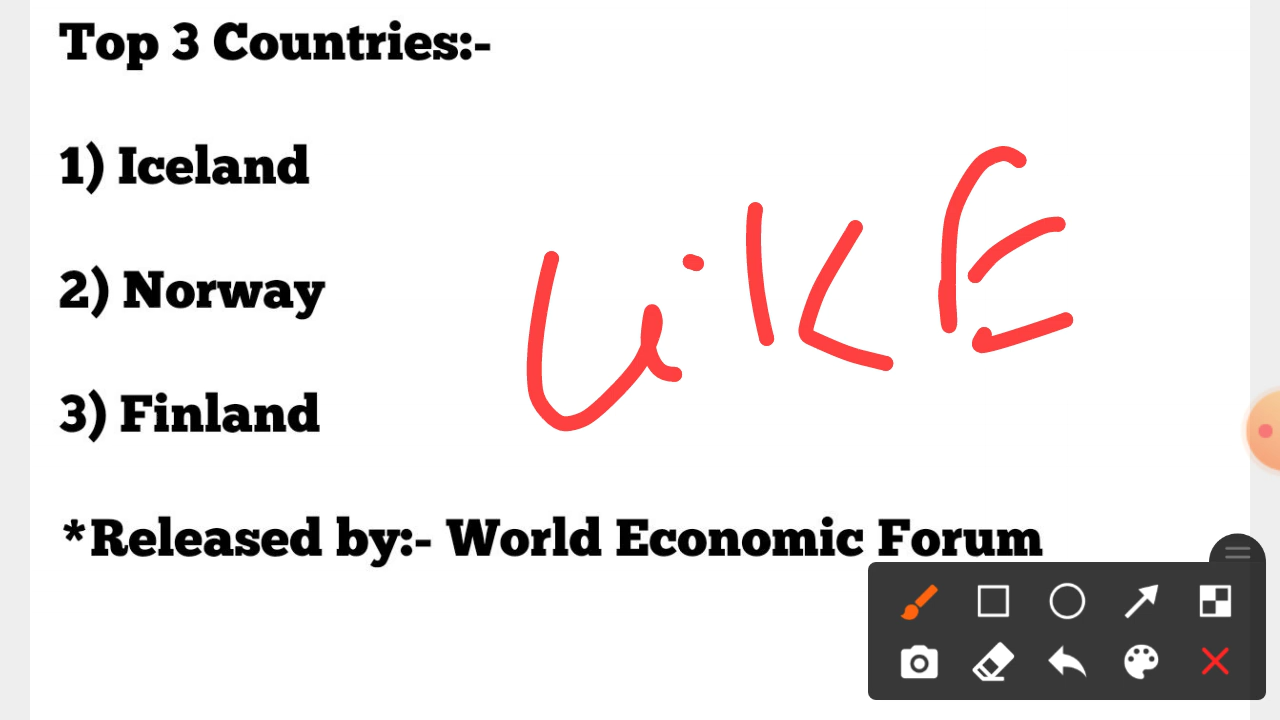 Top 3 Countries:-
1) Iceland
2) Norway
3) Finland
LiKE
*Released by:- World Economic Forum